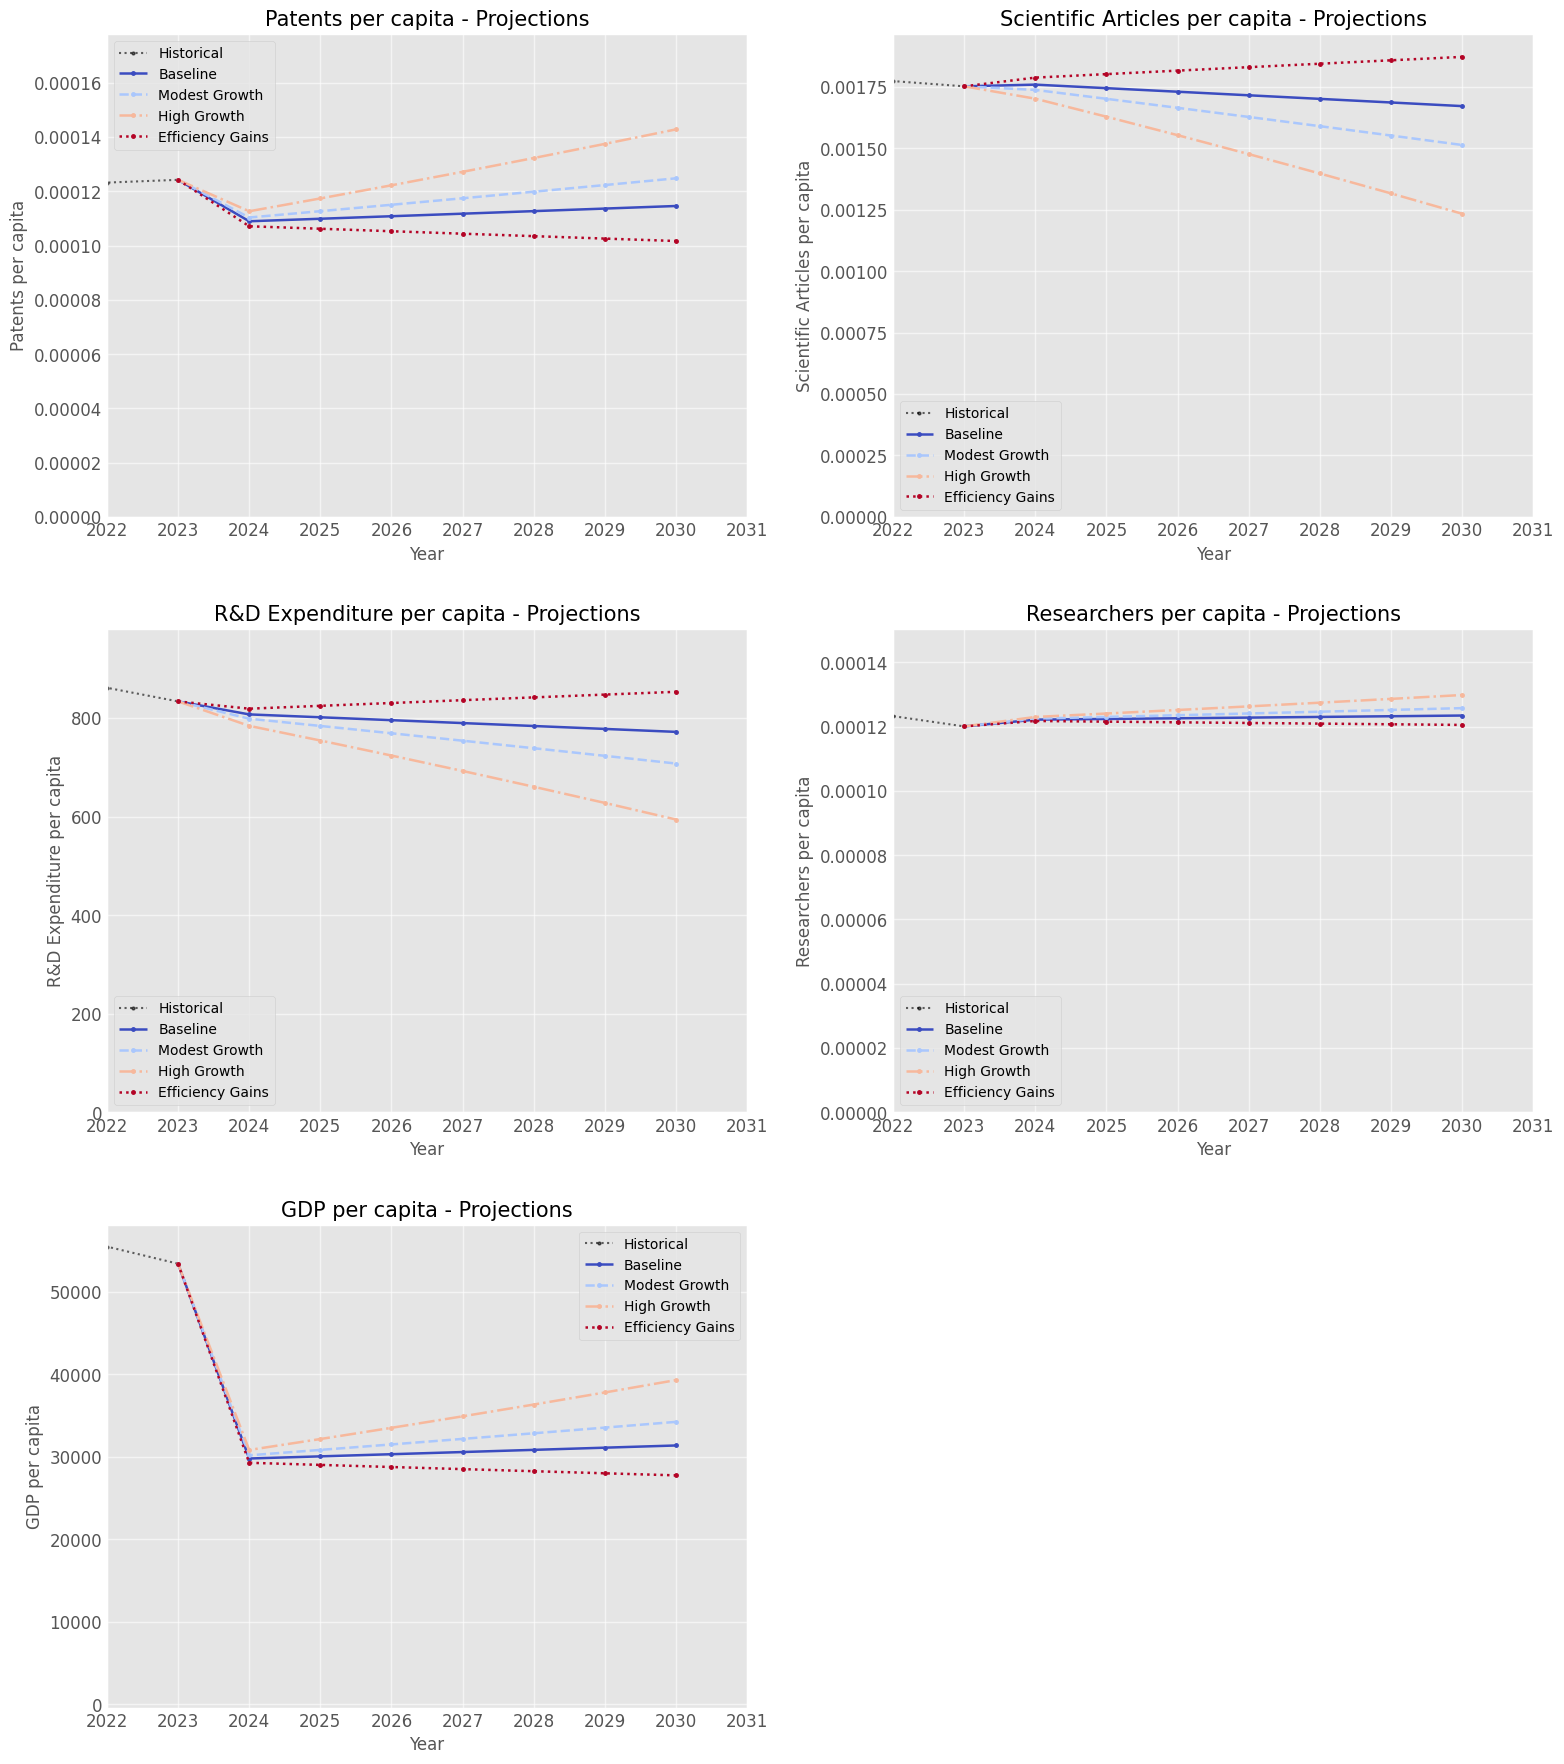 Patents per capita - Projections
Historical
Baseline
Modest Growth
High Growth
Efficiency Gains
Patents per capita
0.00016
0.00014
0.00012
0.00010
0.00008
0.00006
0.00004
0.00002
0.00000
2022 2023 2024 2025 2026 2027 2028 2029 2030 2031
Year
Scientific Articles per capita - Projections
Scientific Articles per capita
0.00175
0.00150
0.00125
0.00100
0.00075
0.00050
0.00025
0.00000
Historical
Baseline
Modest Growth
High Growth
Efficiency Gains
2022 2023 2024 2025 2026 2027 2028 2029 2030 2031
Year
R&D Expenditure per capita - Projections
R&D Expenditure per capita
800
600
400
200
0
Historical
Baseline
Modest Growth
High Growth
Efficiency Gains
2022 2023 2024 2025 2026 2027 2028 2029 2030 2031
Year
Researchers per capita - Projections
Researchers per capita
0.00014
0.00012
0.00010
0.00008
0.00006
0.00004
0.00002
0.00000
Historical
Baseline
Modest Growth
High Growth
Efficiency Gains
2022 2023 2024 2025 2026 2027 2028 2029 2030 2031
Year
GDP per capita - Projections
Historical
Baseline
Modest Growth
High Growth
Efficiency Gains
GDP per capita
50000
40000
30000
20000
10000
0
2022 2023 2024 2025 2026 2027 2028 2029 2030 2031
Year